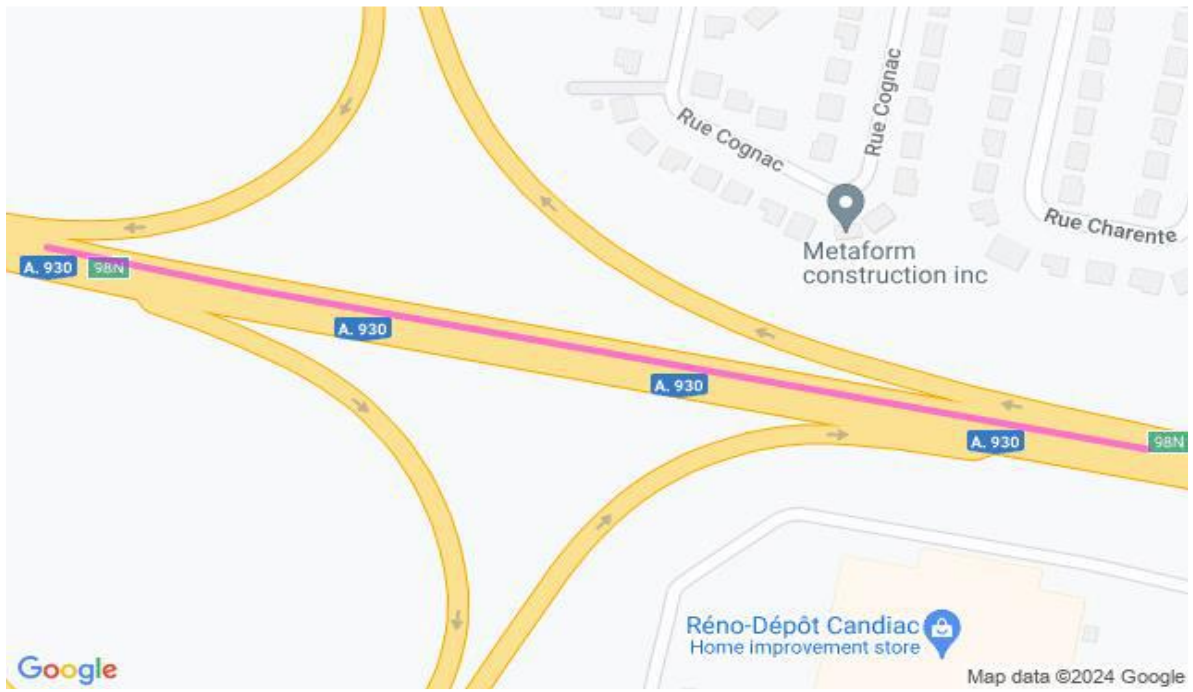 Rue Cognac
Rue Cognac
Rue Charente
Metaform
construction inc
A. 930
98N
A. 930
A. 930
A. 930
98N
Réno-Dépôt Candiac
Home improvement store
Google
Map data ©2024 Google